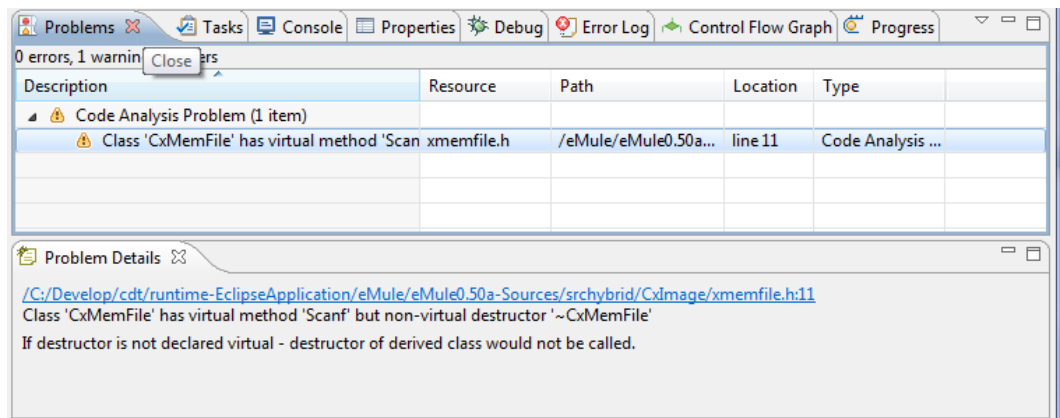 Problems Tasks Console Properties Debug Error Log Control Flow Graph Progress
0 errors, 1 warnin ers
Close
Description Resource Path Location Type
Code Analysis Problem (1 item)
Class 'CxMemFile' has virtual method 'Scan xmemfile.h /eMule/eMule0.50a... line 11 Code Analysis ...
Problem Details
/C:/Develop/cdt/runtime-EclipseApplication/eMule/eMule0.50a-Sources/srchybrid/CxImage/xmemfile.h:11
Class 'CxMemFile' has virtual method 'Scanf' but non-virtual destructor '~CxMemFile'
If destructor is not declared virtual - destructor of derived class would not be called.